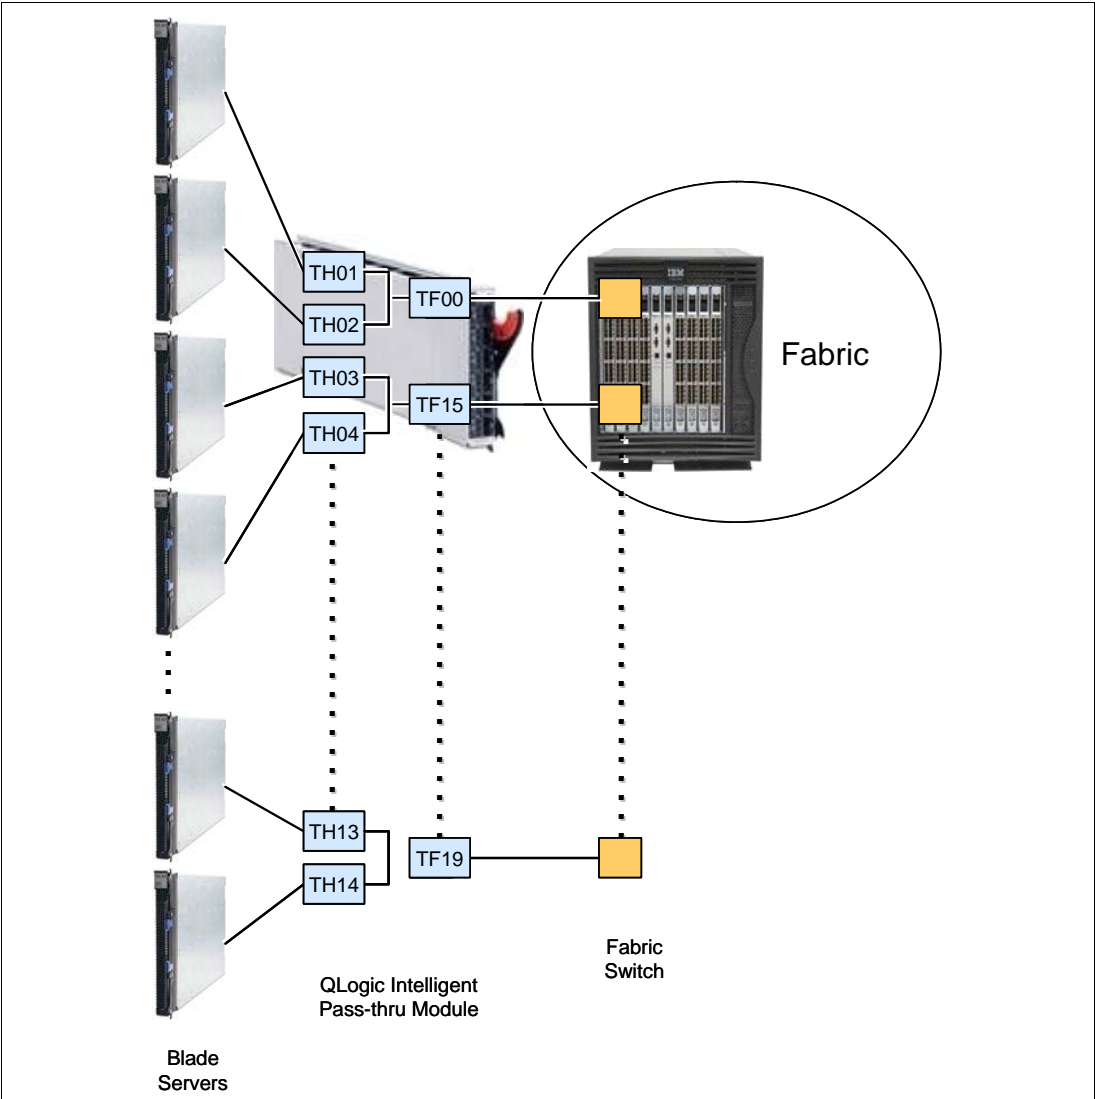 TH01
TH02
TH03
TH04
TF00
TF15
IBM
Fabric
TH13
TH14
TF19
Fabric
Switch
QLogic Intelligent
Pass-thru Module
Blade
Servers